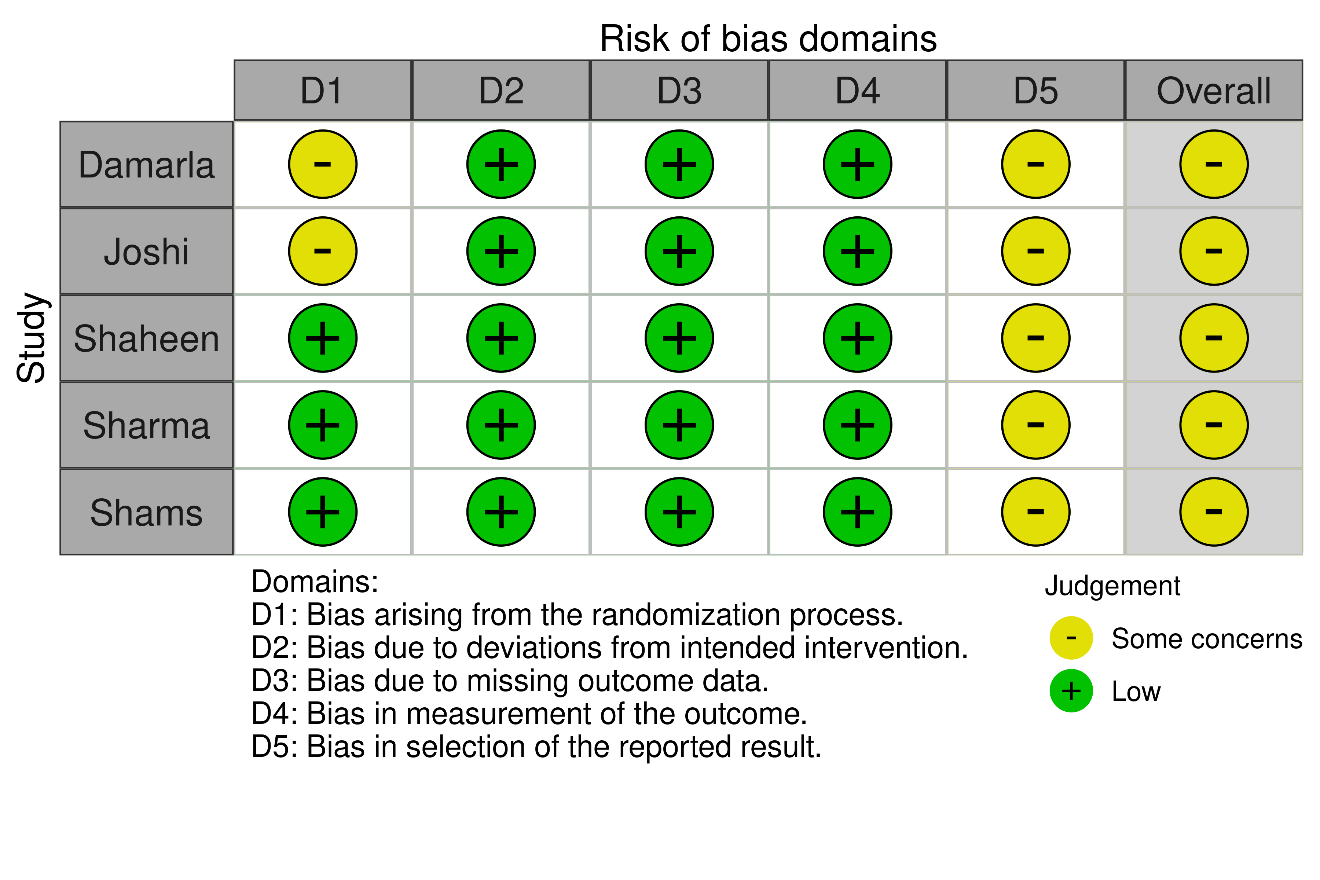 Risk of bias domains
D1 D2 D3 D4 D5 Overall
Study
Damarla - + + + - -
Joshi - + + + - -
Shaheen + + + + - -
Sharma + + + + - -
Shams + + + + - -
Domains:
D1: Bias arising from the randomization process.
D2: Bias due to deviations from intended intervention.
D3: Bias due to missing outcome data.
D4: Bias in measurement of the outcome.
D5: Bias in selection of the reported result.
Judgement
- Some concerns
+ Low